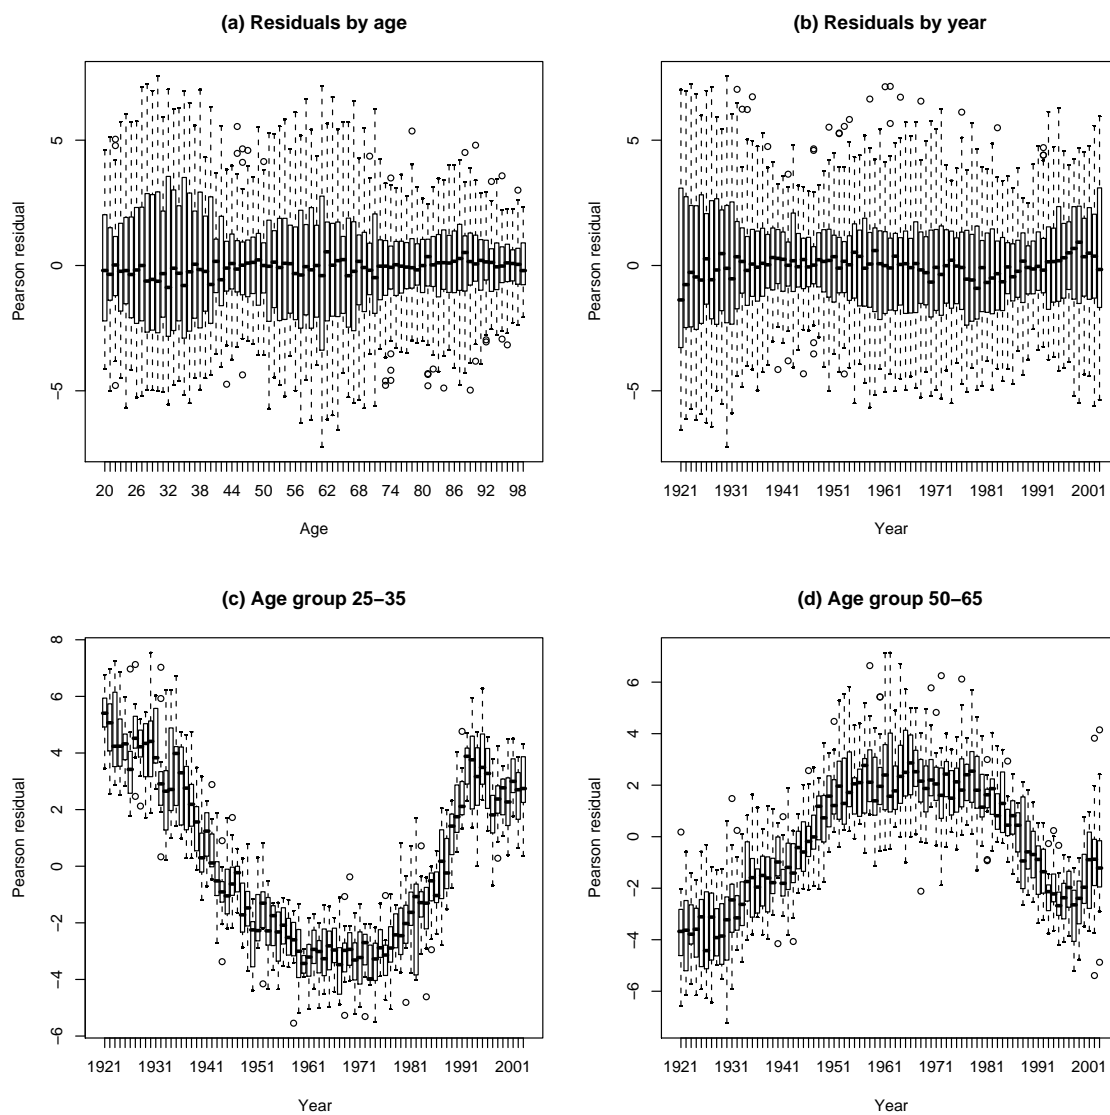 (a) Residuals by age
Pearson residual
5
0
−5
20 26 32 38 44 50 56 62 68 74 80 86 92 98
Age
(b) Residuals by year
Pearson residual
5
0
−5
1921 1931 1941 1951 1961 1971 1981 1991 2001
Year
(c) Age group 25−35
Pearson residual
8
6
4
2
0
−2
−4
−6
1921 1931 1941 1951 1961 1971 1981 1991 2001
Year
(d) Age group 50−65
Pearson residual
6
4
2
0
−2
−4
−6
1921 1931 1941 1951 1961 1971 1981 1991 2001
Year